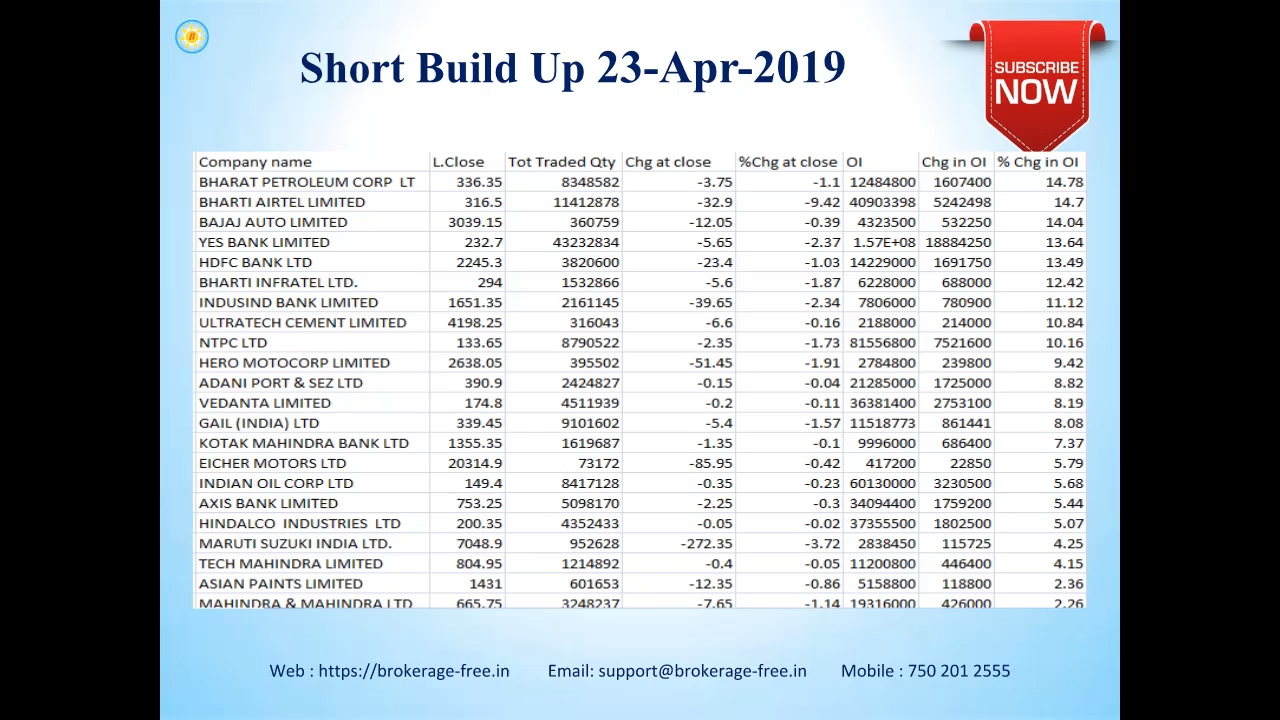 B
Short Build Up 23-Apr-2019
SUBSCRIBE
NOW
Company name L.Close Tot Traded Qty Chg at close %Chg at close OI Chg in OI % Chg in OI
BHARAT PETROLEUM CORP LT 336.35 8348582 -3.75 -1.1 12484800 1607400 14.78
BHARTI AIRTEL LIMITED 316.5 11412878 -32.9 -9.42 40903398 5242498 14.7
BAJAJ AUTO LIMITED 3039.15 360759 -12.05 -0.39 4323500 532250 14.04
YES BANK LIMITED 232.7 43232834 -5.65 -2.37 1.57E+08 18884250 13.64
HDFC BANK LTD 2245.3 3820600 -23.4 -1.03 14229000 1691750 13.49
BHARTI INFRATEL LTD. 294 1532866 -5.6 -1.87 6228000 688000 12.42
INDUSIND BANK LIMITED 1651.35 2161145 -39.65 -2.34 7806000 780900 11.12
ULTRATECH CEMENT LIMITED 4198.25 316043 -6.6 -0.16 2188000 214000 10.84
NTPC LTD 133.65 8790522 -2.35 -1.73 81556800 7521600 10.16
HERO MOTOCORP LIMITED 2638.05 395502 -51.45 -1.91 2784800 239800 9.42
ADANI PORT & SEZ LTD 390.9 2424827 -0.15 -0.04 21285000 1725000 8.82
VEDANTA LIMITED 174.8 4511939 -0.2 -0.11 36381400 2753100 8.19
GAIL (INDIA) LTD 339.45 9101602 -5.4 -1.57 11518773 861441 8.08
KOTAK MAHINDRA BANK LTD 1355.35 1619687 -1.35 -0.1 9996000 686400 7.37
EICHER MOTORS LTD 20314.9 73172 -85.95 -0.42 417200 22850 5.79
INDIAN OIL CORP LTD 149.4 8417128 -0.35 -0.23 60130000 3230500 5.68
AXIS BANK LIMITED 753.25 5098170 -2.25 -0.3 34094400 1759200 5.44
HINDALCO INDUSTRIES LTD 200.35 4352433 -0.05 -0.02 37355500 1802500 5.07
MARUTI SUZUKI INDIA LTD. 7048.9 952628 -272.35 -3.72 2838450 115725 4.25
TECH MAHINDRA LIMITED 804.95 1214892 -0.4 -0.05 11200800 446400 4.15
ASIAN PAINTS LIMITED 1431 601653 -12.35 -0.86 5158800 118800 2.36
MAHINDRA & MAHINDRA LTD 665.75 3248237 -7.65 -1.14 19316000 426000 2.26
Web : https://brokerage-free.in Email: support@brokerage-free.in Mobile : 750 201 2555